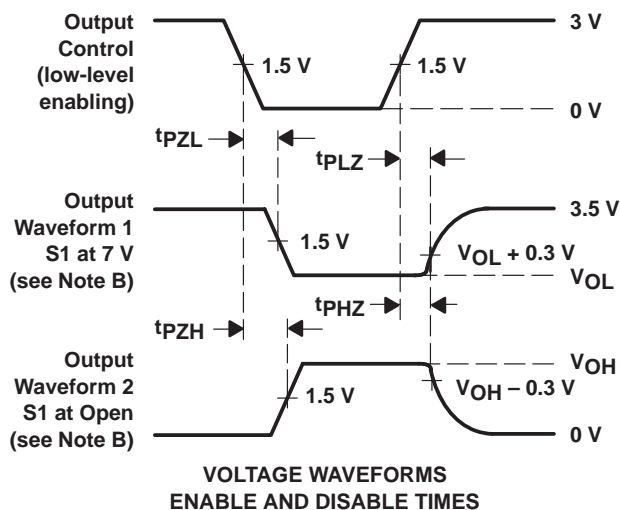 Output
Control
(low-level
enabling)
1.5 V
1.5 V
3 V
0 V
tPZL
tPLZ
Output
Waveform 1
S1 at 7 V
(see Note B)
1.5 V
3.5 V
VOL + 0.3 V
VOL
tPHZ
tPZH
Output
Waveform 2
S1 at Open
(see Note B)
1.5 V
VOH
VOH – 0.3 V
0 V
VOLTAGE WAVEFORMS
ENABLE AND DISABLE TIMES